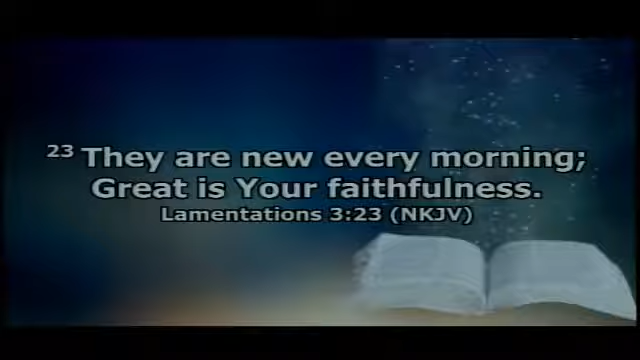 23 They are new every morning;
Great is Your faithfulness.
Lamentations 3:23 (NKJV)